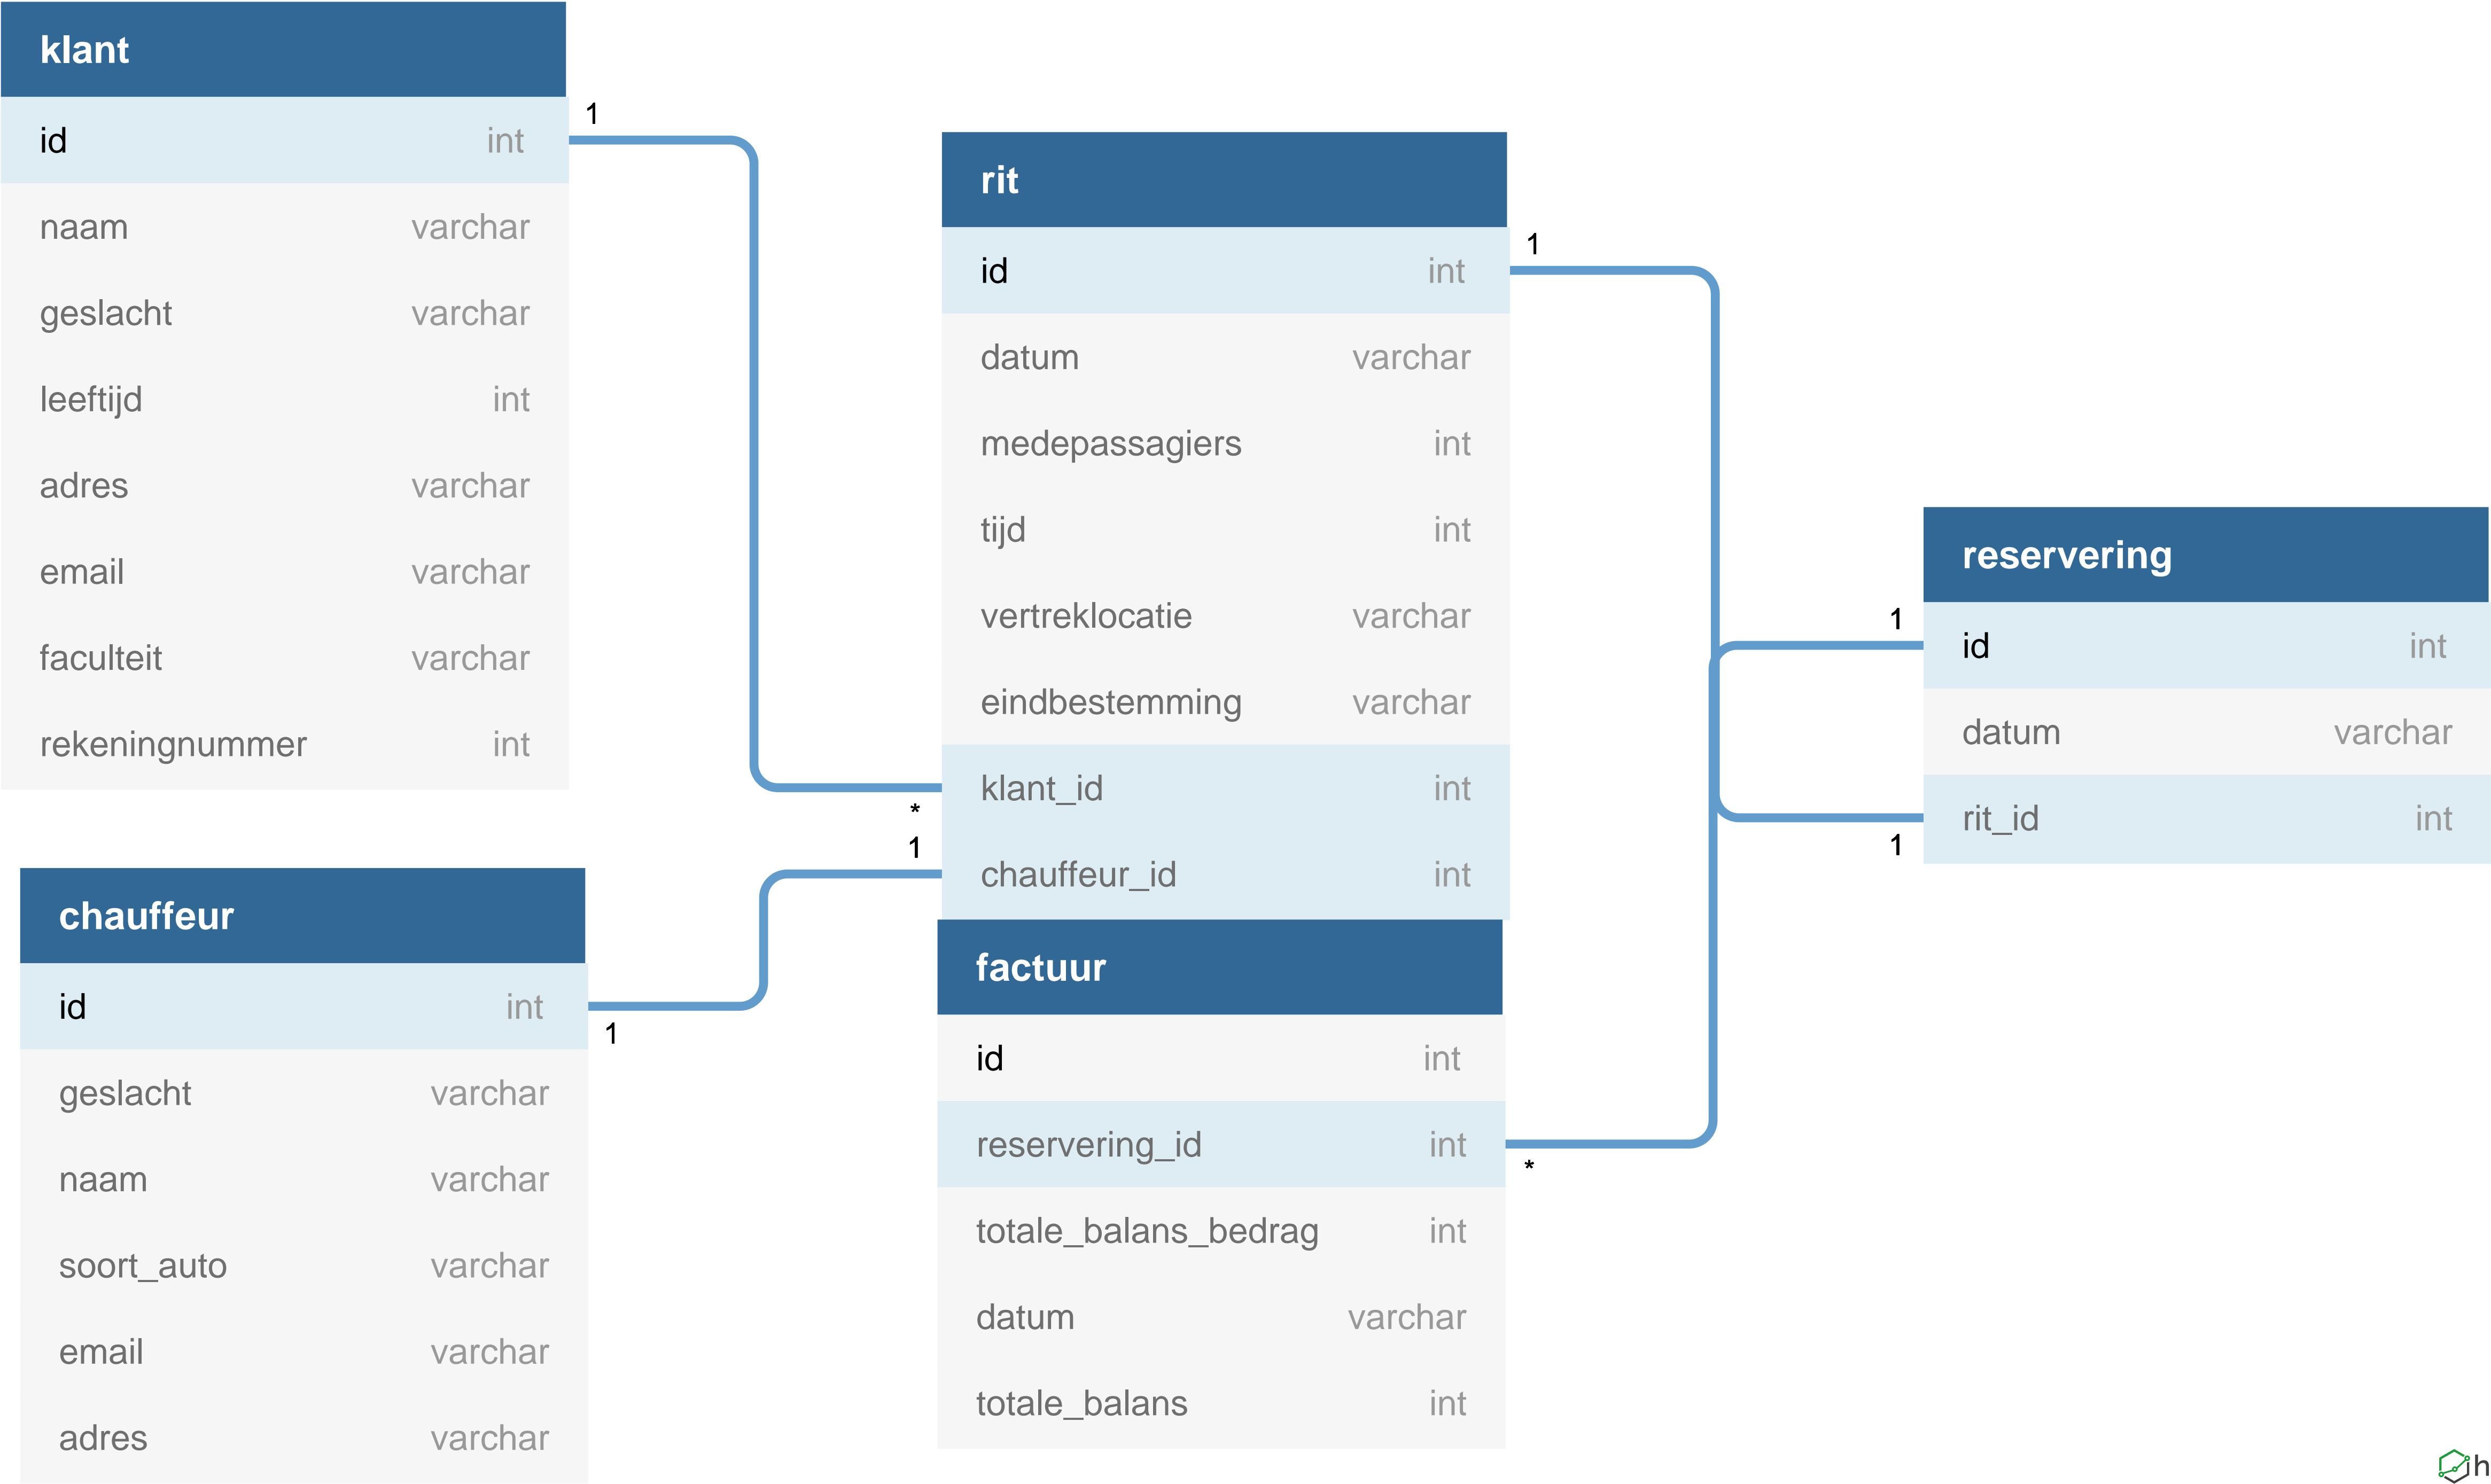 klant
id int
naam varchar
geslacht varchar
leeftijd int
adres varchar
email varchar
faculteit varchar
rekeningnummer int
1
*
rit
id int
datum varchar
medepassagiers int
tijd int
vertreklocatie varchar
eindbestemming varchar
klant_id int
chauffeur_id int
1
1
chauffeur
id int
geslacht varchar
naam varchar
soort_auto varchar
email varchar
adres varchar
1
factuur
id int
reservering_id int
totale_balans_bedrag int
datum varchar
totale_balans int
*
reservering
id int
datum varchar
rit_id int
1
1
h